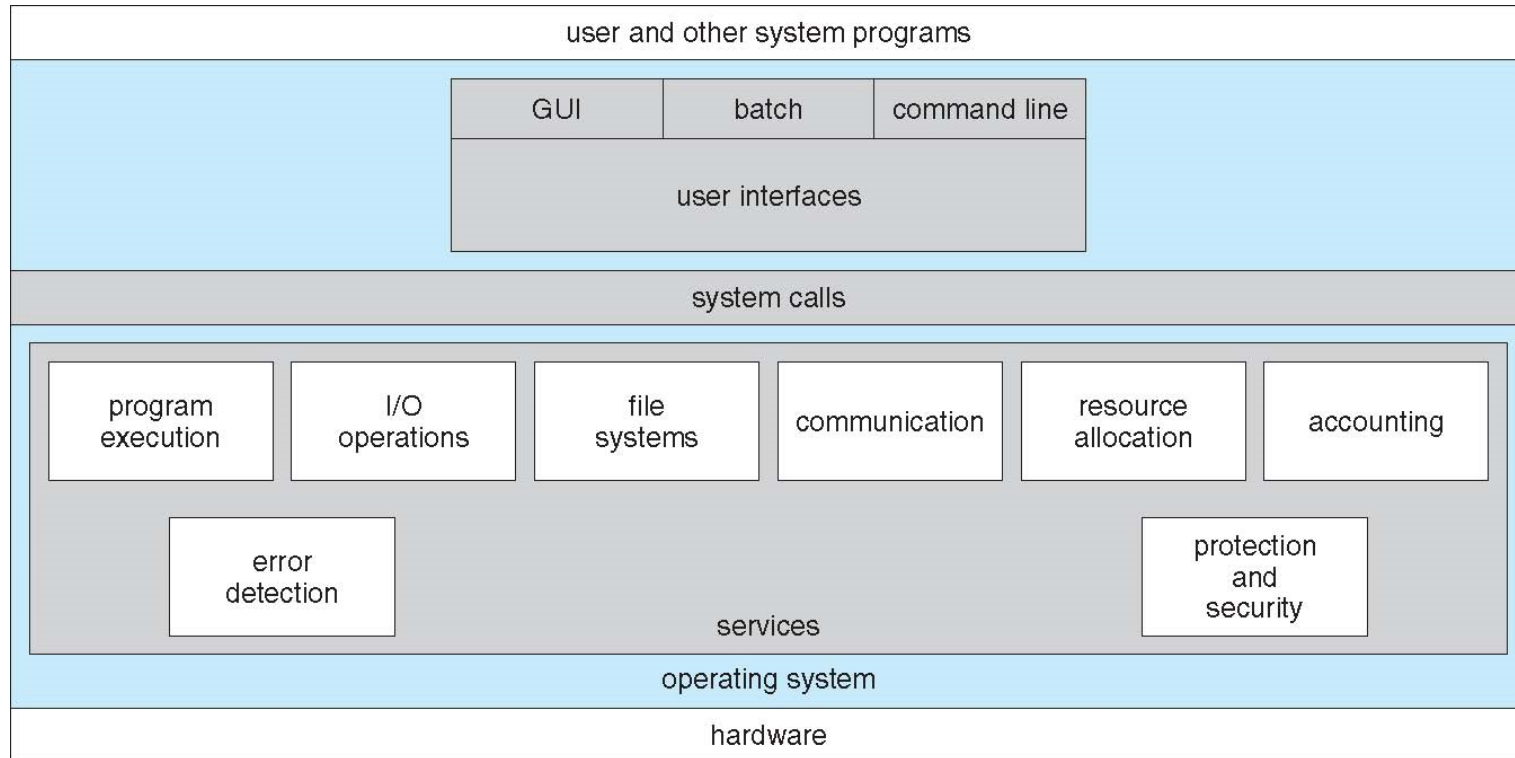 user and other system programs
GUI
batch
command line
user interfaces
system calls
program
execution
I/O
operations
file
systems
communication
resource
allocation
accounting
error
detection
protection
and
security
services
operating system
hardware